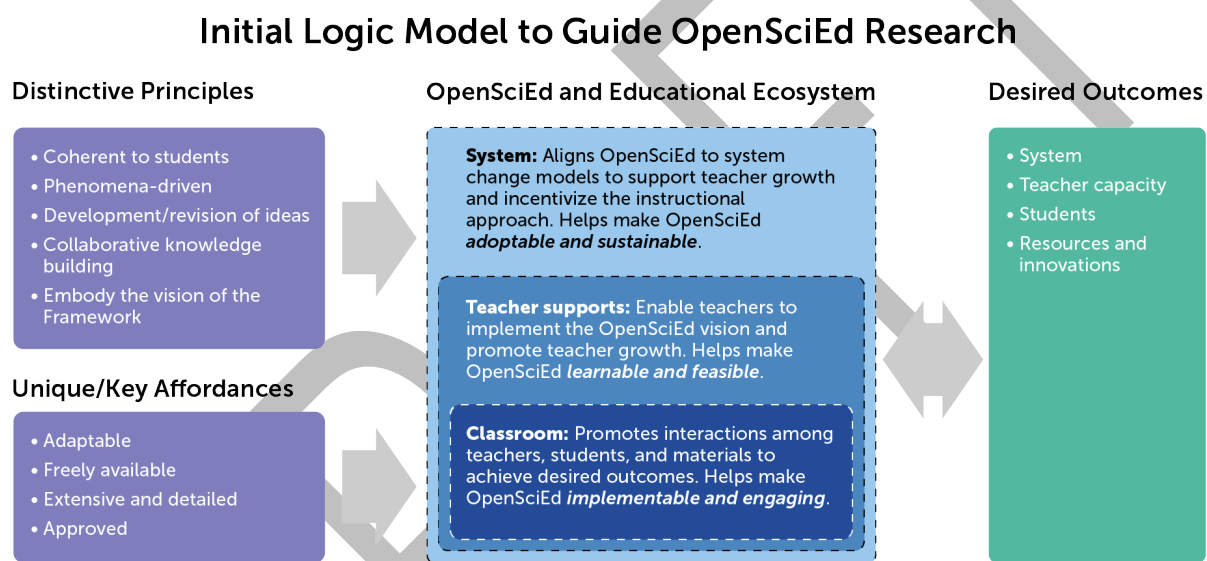 Initial Logic Model to Guide OpenSciEd Research
Distinctive Principles
• Coherent to students
• Phenomena-driven
• Development/revision of ideas
• Collaborative knowledge
building
• Embody the vision of the
Framework
Unique/Key Affordances
• Adaptable
• Freely available
• Extensive and detailed
• Approved
OpenSciEd and Educational Ecosystem
System: Aligns OpenSciEd to system
change models to support teacher growth
and incentivize the instructional
approach. Helps make OpenSciEd
adoptable and sustainable.
Teacher supports: Enable teachers to
implement the OpenSciEd vision and
promote teacher growth. Helps make
OpenSciEd learnable and feasible.
Classroom: Promotes interactions among
teachers, students, and materials to
achieve desired outcomes. Helps make
OpenSciEd implementable and engaging.
Desired Outcomes
• System
• Teacher capacity
• Students
• Resources and
innovations